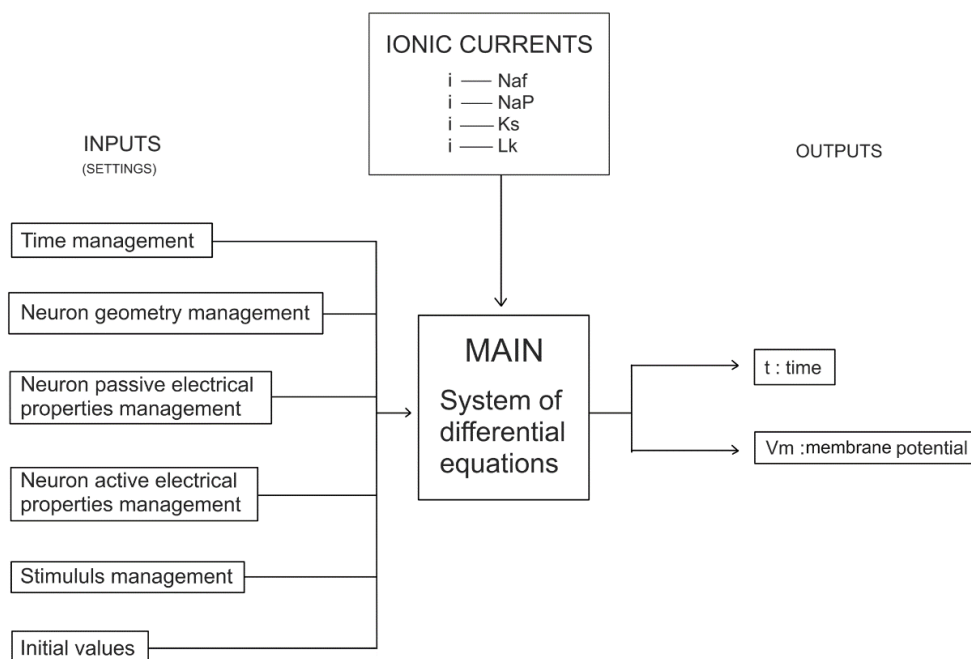 IONIC CURRENTS
i — Naf
i — NaP
i — Ks
i — Lk
INPUTS
(SETTINGS)
OUTPUTS
Time management
Neuron geometry management
Neuron passive electrical
properties management
Neuron active electrical
properties management
Stimululs management
Initial values
MAIN
System of
differential
equations
t : time
Vm : membrane potential